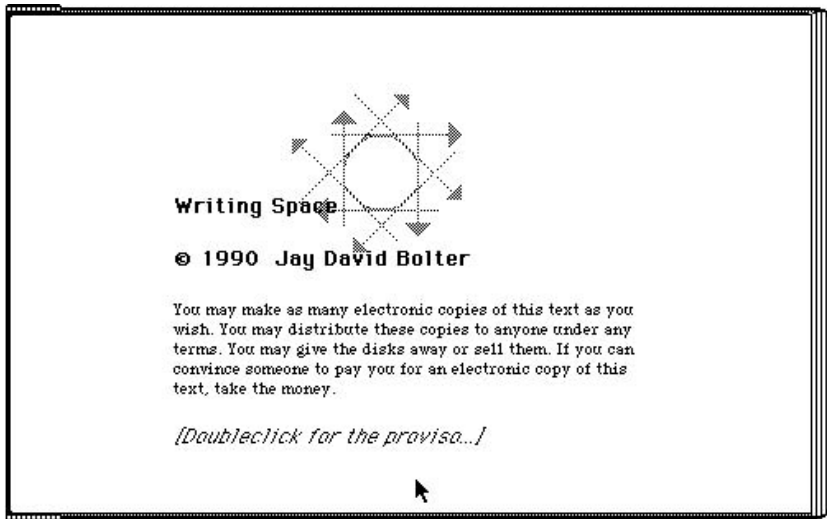 Writing Space
© 1990 Jay David Bolter
You may make as many electronic copies of this text as you
wish. You may distribute these copies to anyone under any
terms. You may give the disks away or sell them. If you can
convince someone to pay you for an electronic copy of this
text, take the money.
[Doubleclick for the proviso...]